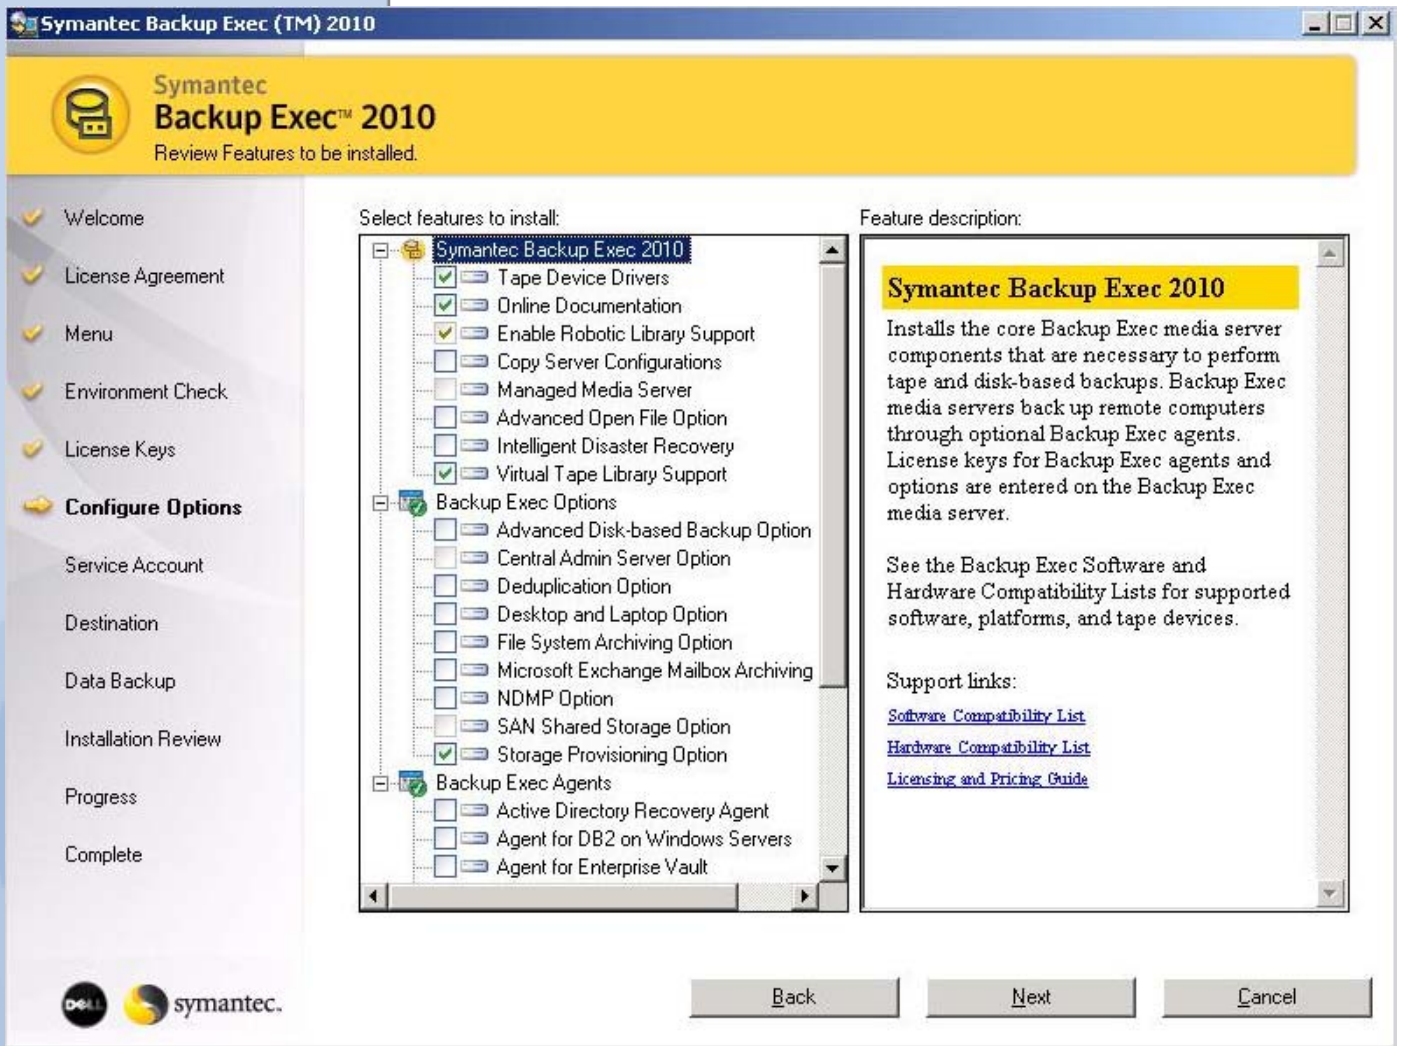 Symantec Backup Exec (TM) 2010
Symantec
Backup Exec™ 2010
Review Features to be installed.
Welcome
License Agreement
Menu
Environment Check
License Keys
Configure Options
Service Account
Destination
Data Backup
Installation Review
Progress
Complete
Select features to install:
Symantec Backup Exec 2010
Tape Device Drivers
Online Documentation
Enable Robotic Library Support
Copy Server Configurations
Managed Media Server
Advanced Open File Option
Intelligent Disaster Recovery
Virtual Tape Library Support
Backup Exec Options
Advanced Disk-based Backup Option
Central Admin Server Option
Deduplication Option
Desktop and Laptop Option
File System Archiving Option
Microsoft Exchange Mailbox Archiving
NDMP Option
SAN Shared Storage Option
Storage Provisioning Option
Backup Exec Agents
Active Directory Recovery Agent
Agent for DB2 on Windows Servers
Agent for Enterprise Vault
Feature description:
Symantec Backup Exec 2010
Installs the core Backup Exec media server
components that are necessary to perform
tape and disk-based backups. Backup Exec
media servers back up remote computers
through optional Backup Exec agents.
License keys for Backup Exec agents and
options are entered on the Backup Exec
media server.
See the Backup Exec Software and
Hardware Compatibility Lists for supported
software, platforms, and tape devices.
Support links:
Software Compatibility List
Hardware Compatibility List
Licensing and Pricing Guide
DELL
symantec.
Back
Next
Cancel